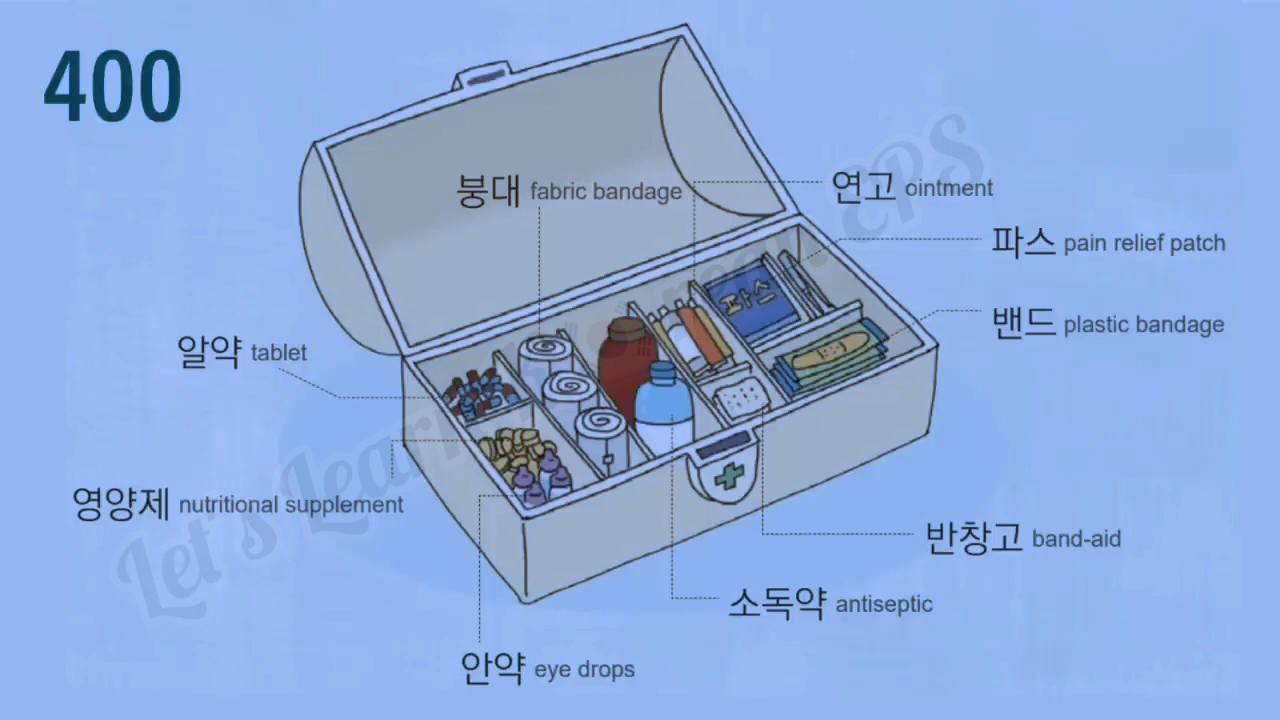 400
붕대 fabric bandage
연고 ointment
파스 pain relief patch
파스
밴드 plastic bandage
알약 tablet
영양제 nutritional supplement
반창고 band-aid
소독약 antiseptic
안약 eye drops